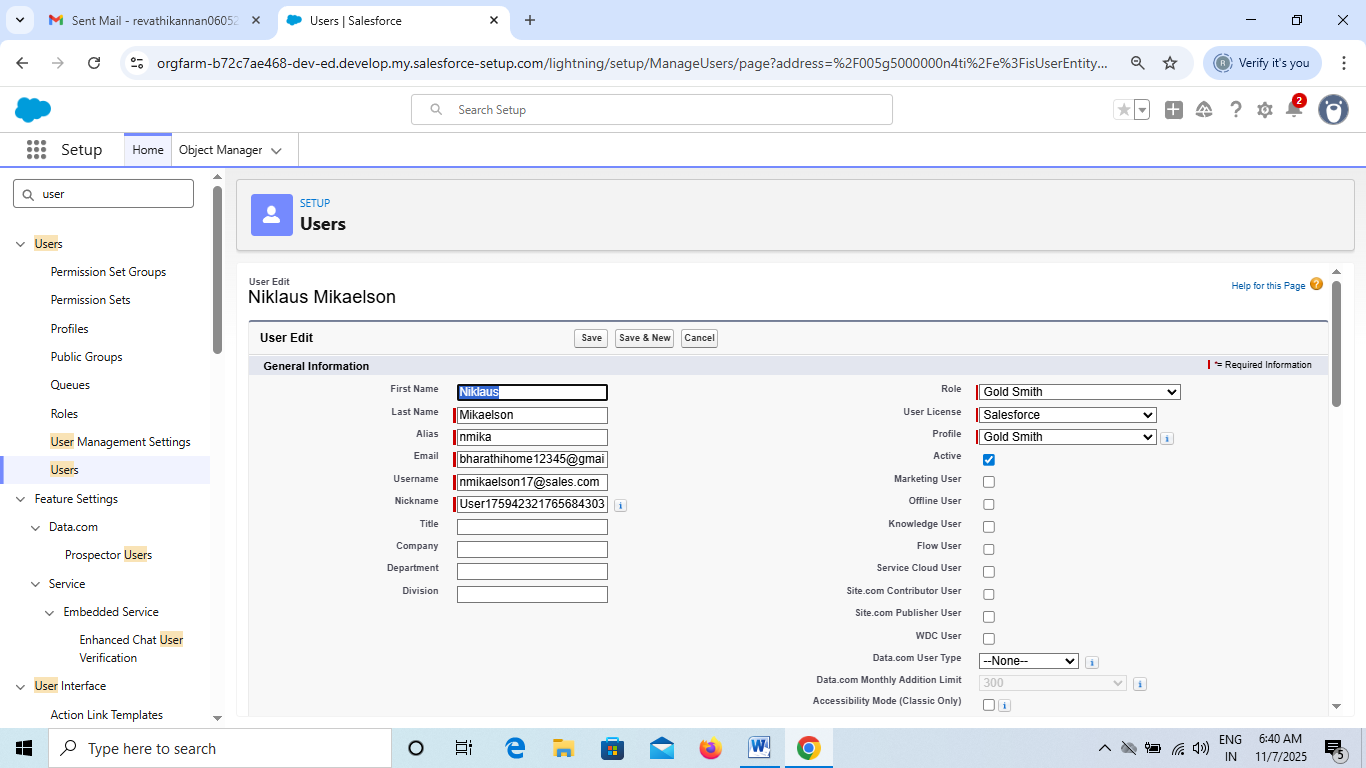 Sent Mail - revathikannan06052
Users | Salesforce
orgfarm-b72c7ae468-dev-ed.develop.my.salesforce-setup.com/lightning/setup/ManageUsers/page?address=%2F005g5000000n4ti%2Fe%3FisUserEntity...
Verify it's you
Search Setup
2
Setup
Home
Object Manager
user
Users
Permission Set Groups
Permission Sets
Profiles
Public Groups
Queues
Roles
User Management Settings
Users
Feature Settings
Data.com
Prospector Users
Service
Embedded Service
Enhanced Chat User
Verification
User Interface
Action Link Templates
SETUP
Users
User Edit
Niklaus Mikaelson
Help for this Page ?
User Edit
Save
Save & New
Cancel
General Information
= Required Information
First Name Niklaus
Last Name Mikaelson
Alias nmika
Email bharathihome12345@gmai
Username nmikaelson17@sales.com
Nickname User175942321765684303 i
Title
Company
Department
Division
Role Gold Smith
User License Salesforce
Profile Gold Smith i
Active
Marketing User
Offline User
Knowledge User
Flow User
Service Cloud User
Site.com Contributor User
Site.com Publisher User
WDC User
Data.com User Type --None-- i
Data.com Monthly Addition Limit 300 i
Accessibility Mode (Classic Only) i
Type here to search
ENG
IN
6:40 AM
11/7/2025
5